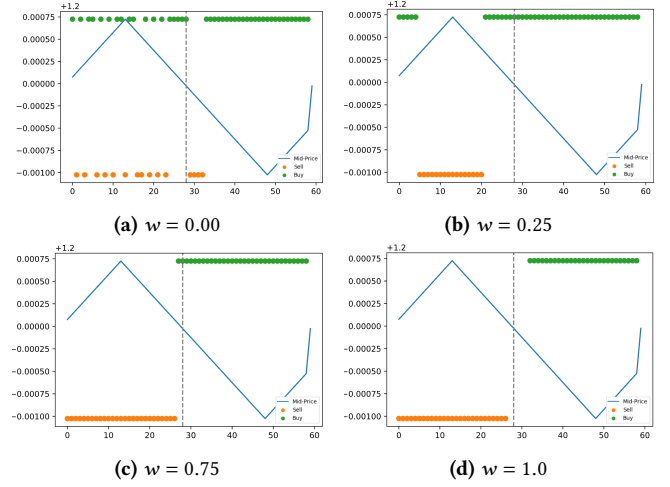 +1.2
0.00075
0.00050
0.00025
0.00000
−0.00025
−0.00050
−0.00075
−0.00100
0 10 20 30 40 50 60
Mid-Price
Sell
Buy
(a) w = 0.00
+1.2
0.00075
0.00050
0.00025
0.00000
−0.00025
−0.00050
−0.00075
−0.00100
0 10 20 30 40 50 60
Mid-Price
Sell
Buy
(b) w = 0.25
+1.2
0.00075
0.00050
0.00025
0.00000
−0.00025
−0.00050
−0.00075
−0.00100
0 10 20 30 40 50 60
Mid-Price
Sell
Buy
(c) w = 0.75
+1.2
0.00075
0.00050
0.00025
0.00000
−0.00025
−0.00050
−0.00075
−0.00100
0 10 20 30 40 50 60
Mid-Price
Sell
Buy
(d) w = 1.0